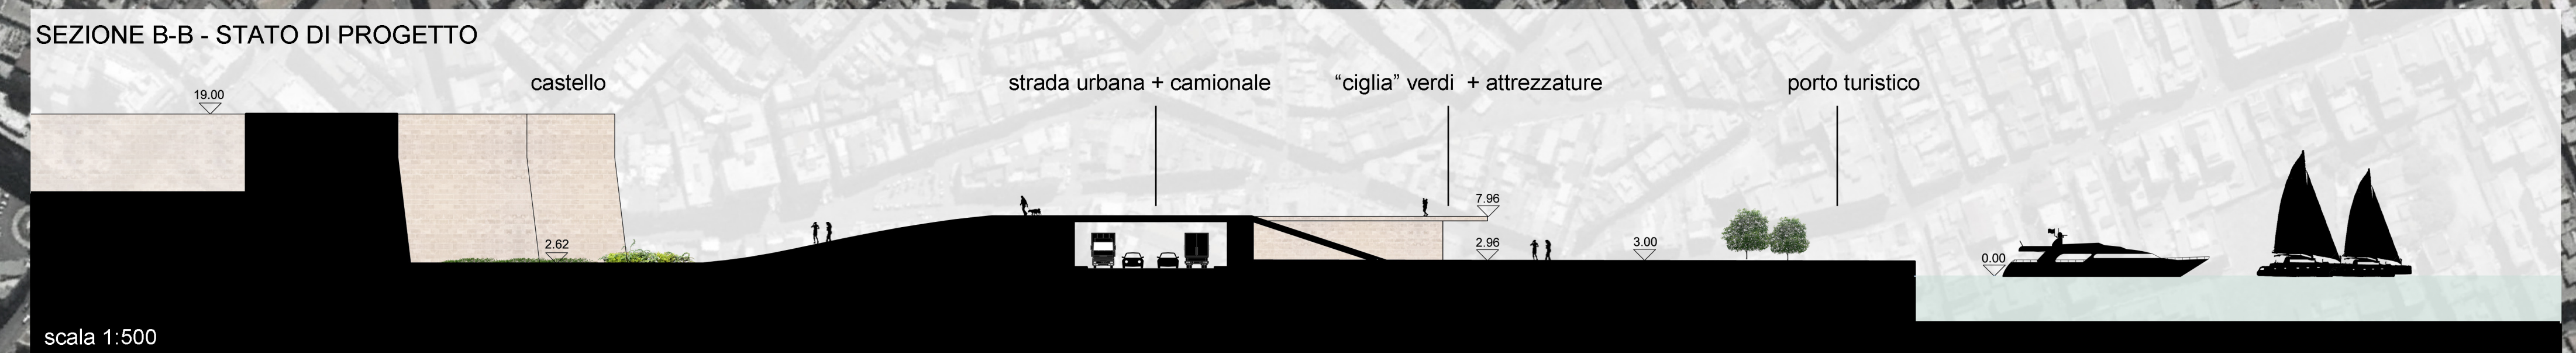 SEZIONE B-B - STATO DI PROGETTO
castello
strada urbana + camionale
“ciglia” verdi + attrezzature
porto turistico
19.00
7.96
2.62
2.96
3.00
0.00
scala 1:500